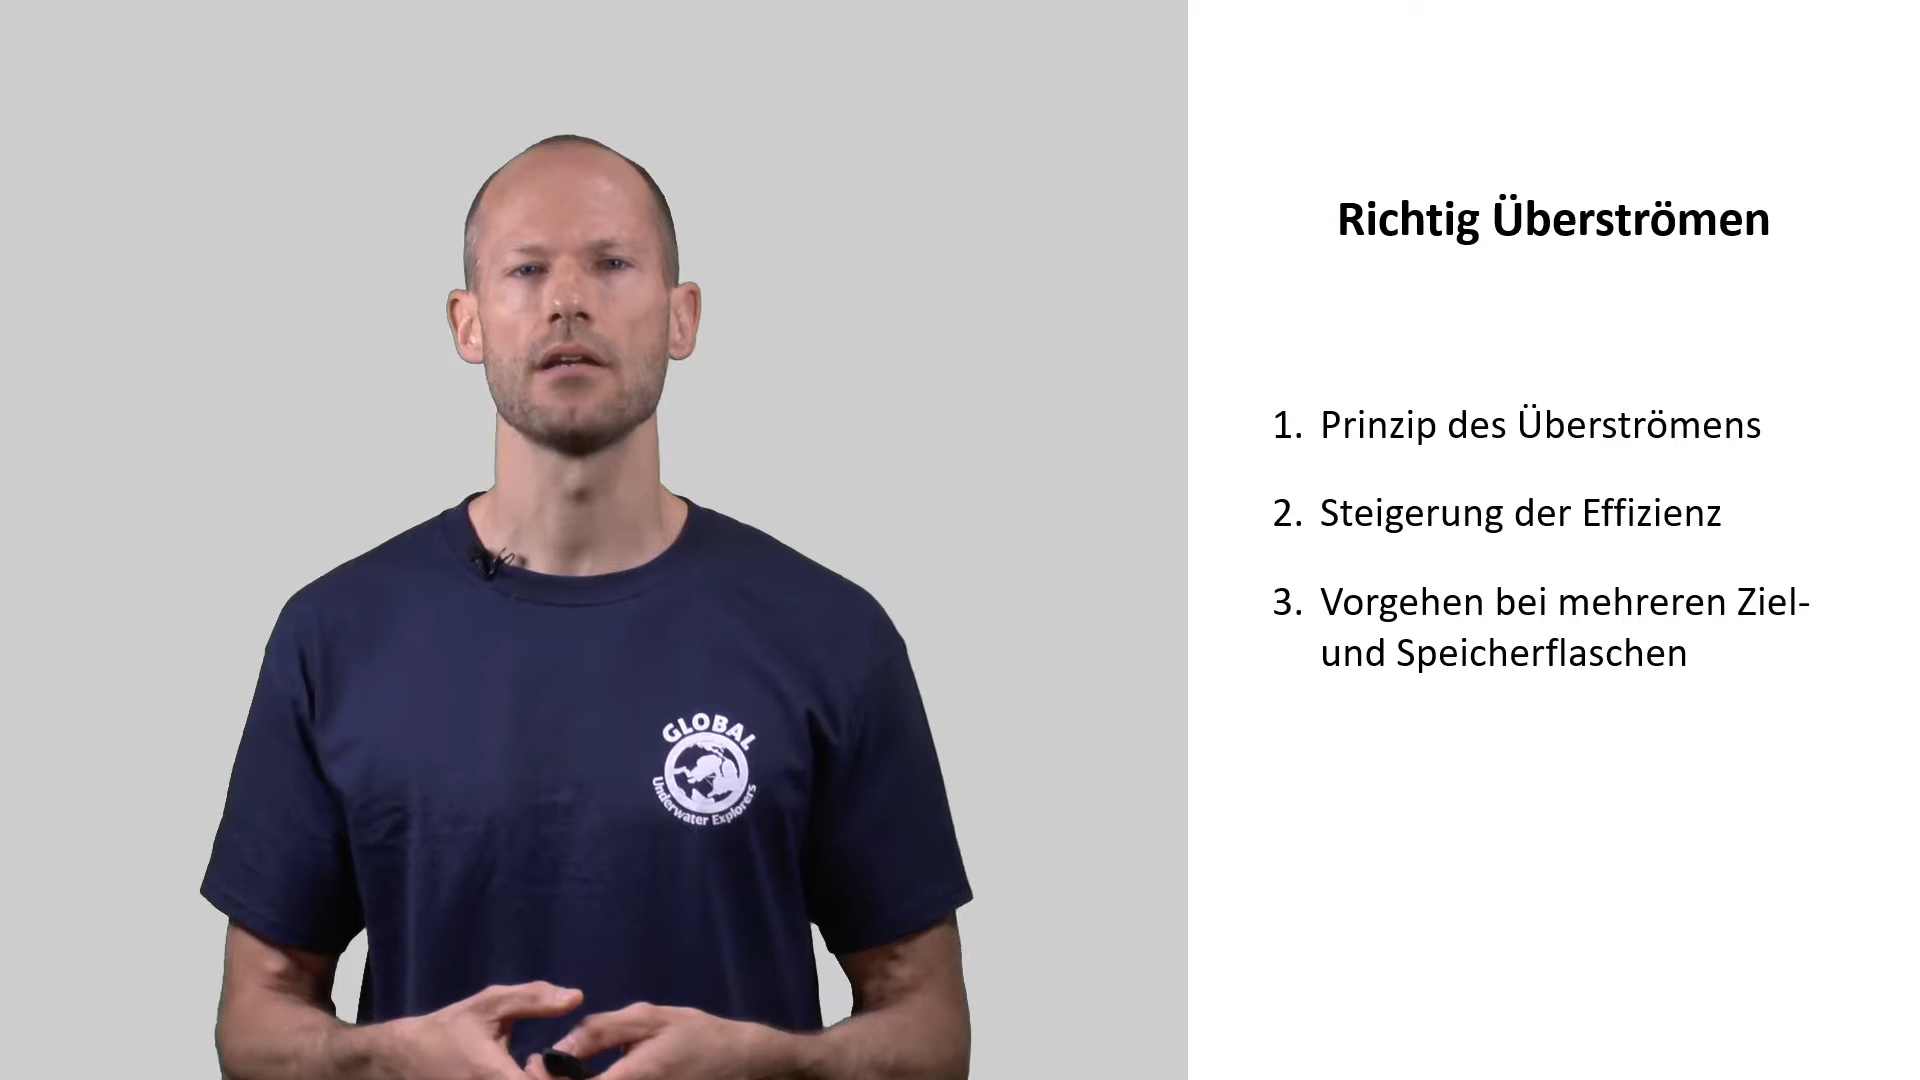 Richtig Überströmen
1. Prinzip des Überströmens
2. Steigerung der Effizienz
3. Vorgehen bei mehreren Ziel-
und Speicherflaschen
GLOBAL
Underwater Explorers